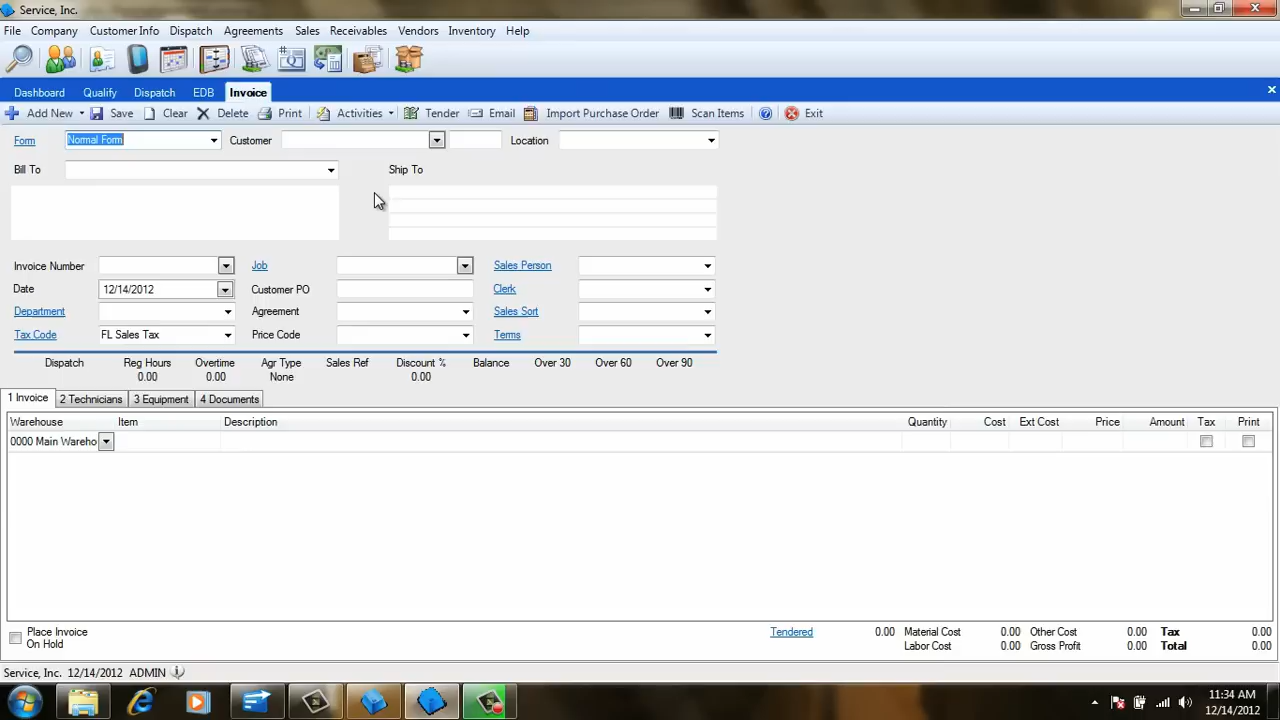 Service, Inc.
File Company Customer Info Dispatch Agreements Sales Receivables Vendors Inventory Help
Dashboard Qualify Dispatch EDB Invoice
Add New Save Clear Delete Print Activities Tender Email Import Purchase Order Scan Items Exit
Form Normal Form Customer Location
Bill To Ship To
Invoice Number Job Sales Person
Date 12/14/2012 Customer PO Clerk
Department Agreement Sales Sort
Tax Code FL Sales Tax Price Code Terms
Dispatch Reg Hours Overtime Agr Type Sales Ref Discount % Balance Over 30 Over 60 Over 90
0.00 0.00 None 0.00
1 Invoice 2 Technicians 3 Equipment 4 Documents
Warehouse Item Description Quantity Cost Ext Cost Price Amount Tax Print
0000 Main Wareho
Place Invoice Tendered 0.00 Material Cost 0.00 Other Cost 0.00 Tax 0.00
On Hold Labor Cost 0.00 Gross Profit 0.00 Total 0.00
Service, Inc. 12/14/2012 ADMIN
11:34 AM
12/14/2012